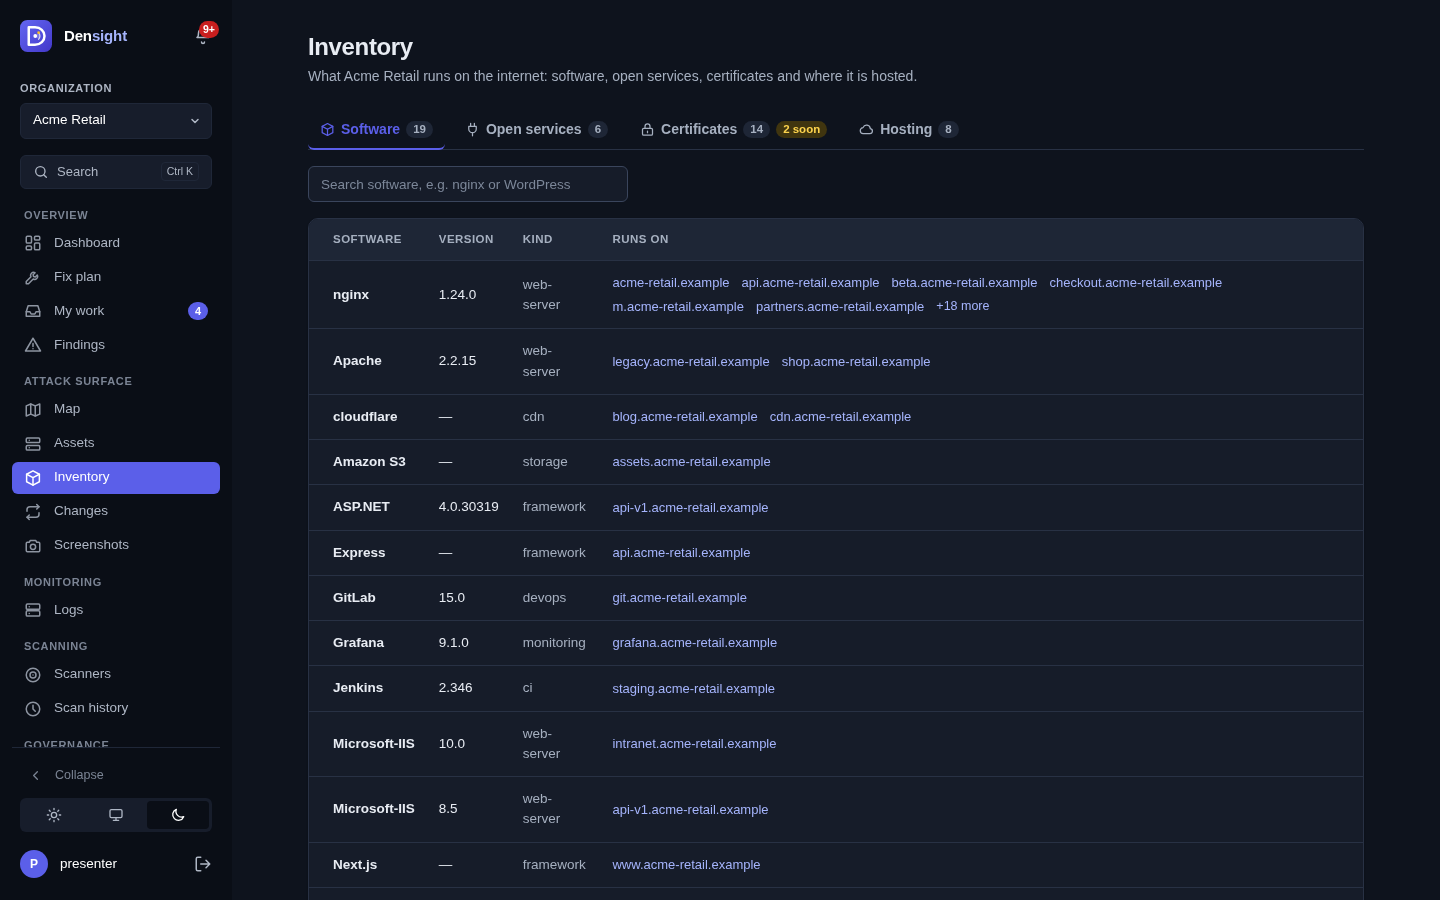 Densight
9+
ORGANIZATION
Acme Retail
Search Ctrl K
OVERVIEW
Dashboard
Fix plan
My work 4
Findings
ATTACK SURFACE
Map
Assets
Inventory
Changes
Screenshots
MONITORING
Logs
SCANNING
Scanners
Scan history
GOVERNANCE
Collapse
P presenter
Inventory
What Acme Retail runs on the internet: software, open services, certificates and where it is hosted.
Software 19 Open services 6 Certificates 14 2 soon Hosting 8
Search software, e.g. nginx or WordPress
SOFTWARE VERSION KIND RUNS ON
nginx 1.24.0 web-server acme-retail.example api.acme-retail.example beta.acme-retail.example checkout.acme-retail.example
m.acme-retail.example partners.acme-retail.example +18 more
Apache 2.2.15 web-server legacy.acme-retail.example shop.acme-retail.example
cloudflare — cdn blog.acme-retail.example cdn.acme-retail.example
Amazon S3 — storage assets.acme-retail.example
ASP.NET 4.0.30319 framework api-v1.acme-retail.example
Express — framework api.acme-retail.example
GitLab 15.0 devops git.acme-retail.example
Grafana 9.1.0 monitoring grafana.acme-retail.example
Jenkins 2.346 ci staging.acme-retail.example
Microsoft-IIS 10.0 web-server intranet.acme-retail.example
Microsoft-IIS 8.5 web-server api-v1.acme-retail.example
Next.js — framework www.acme-retail.example